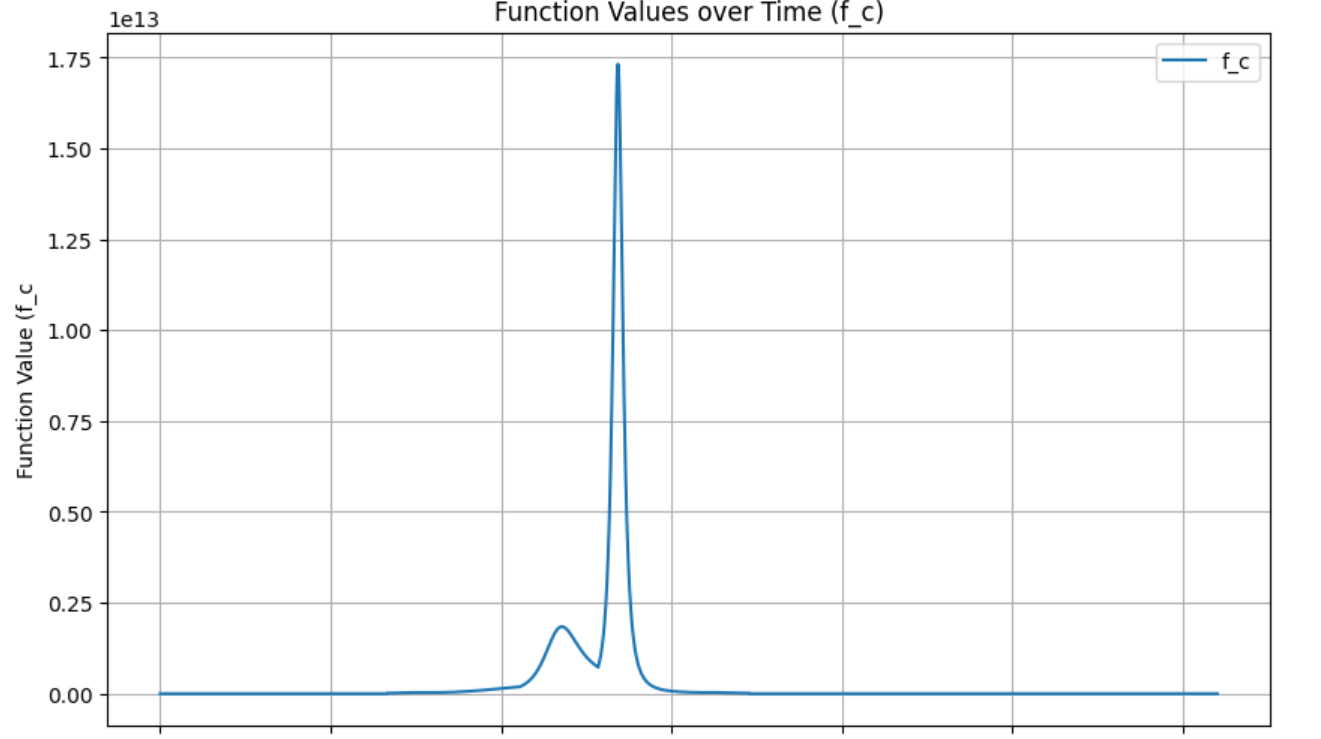 Function Values over Time (f_c)
1e13
f_c
1.75
1.50
1.25
1.00
0.75
0.50
0.25
0.00
Function Value (f_c